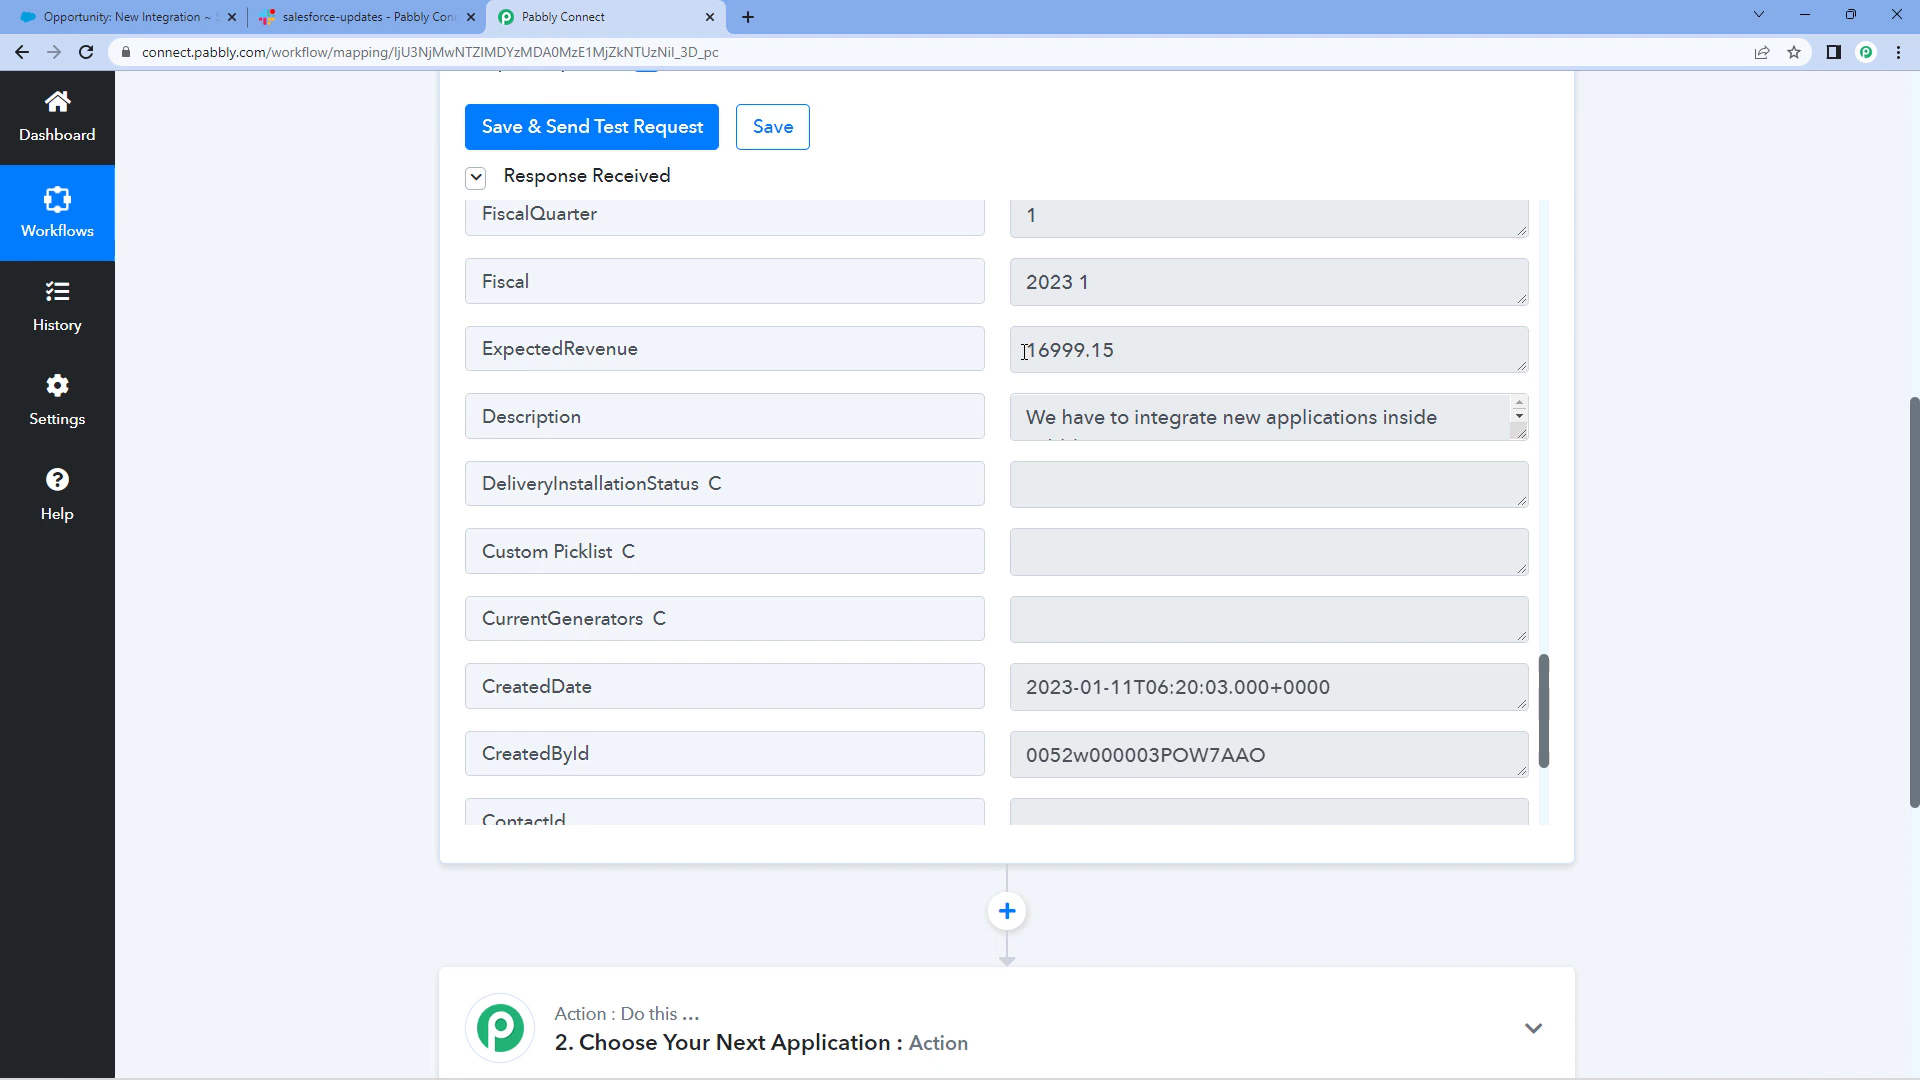 Opportunity: New Integration ~
salesforce-updates - Pabbly Con
Pabbly Connect
connect.pabbly.com/workflow/mapping/IjU3NjMwNTZlMDYzMDA0MzE1MjZkNTUzNiI_3D_pc
Dashboard
Workflows
History
Settings
Help
Save & Send Test Request
Save
Response Received
FiscalQuarter
1
Fiscal
2023 1
ExpectedRevenue
16999.15
Description
We have to integrate new applications inside
DeliveryInstallationStatus C
Custom Picklist C
CurrentGenerators C
CreatedDate
2023-01-11T06:20:03.000+0000
CreatedById
0052w000003POW7AAO
ContactId
Action : Do this ...
2. Choose Your Next Application : Action